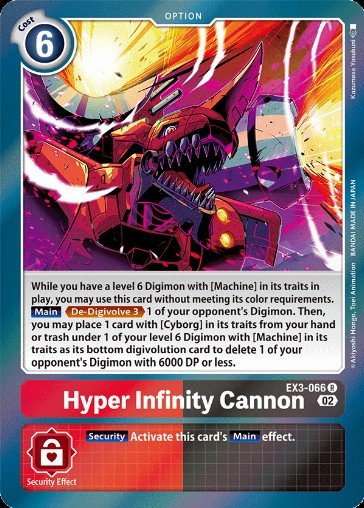 OPTION
Cost
6
Kazumasa Yasukuni
©Akiyoshi Hongo, Toei Animation BANDAI MADE IN JAPAN
While you have a level 6 Digimon with [Machine] in its traits in
play, you may use this card without meeting its color requirements.
Main De-Digivolve 3 1 of your opponent's Digimon. Then,
you may place 1 card with [Cyborg] in its traits from your hand
or trash under 1 of your level 6 Digimon with [Machine] in its
traits as its bottom digivolution card to delete 1 of your
opponent's Digimon with 6000 DP or less.
EX3-066 R
Hyper Infinity Cannon 02
Security Activate this card's Main effect.
Security Effect